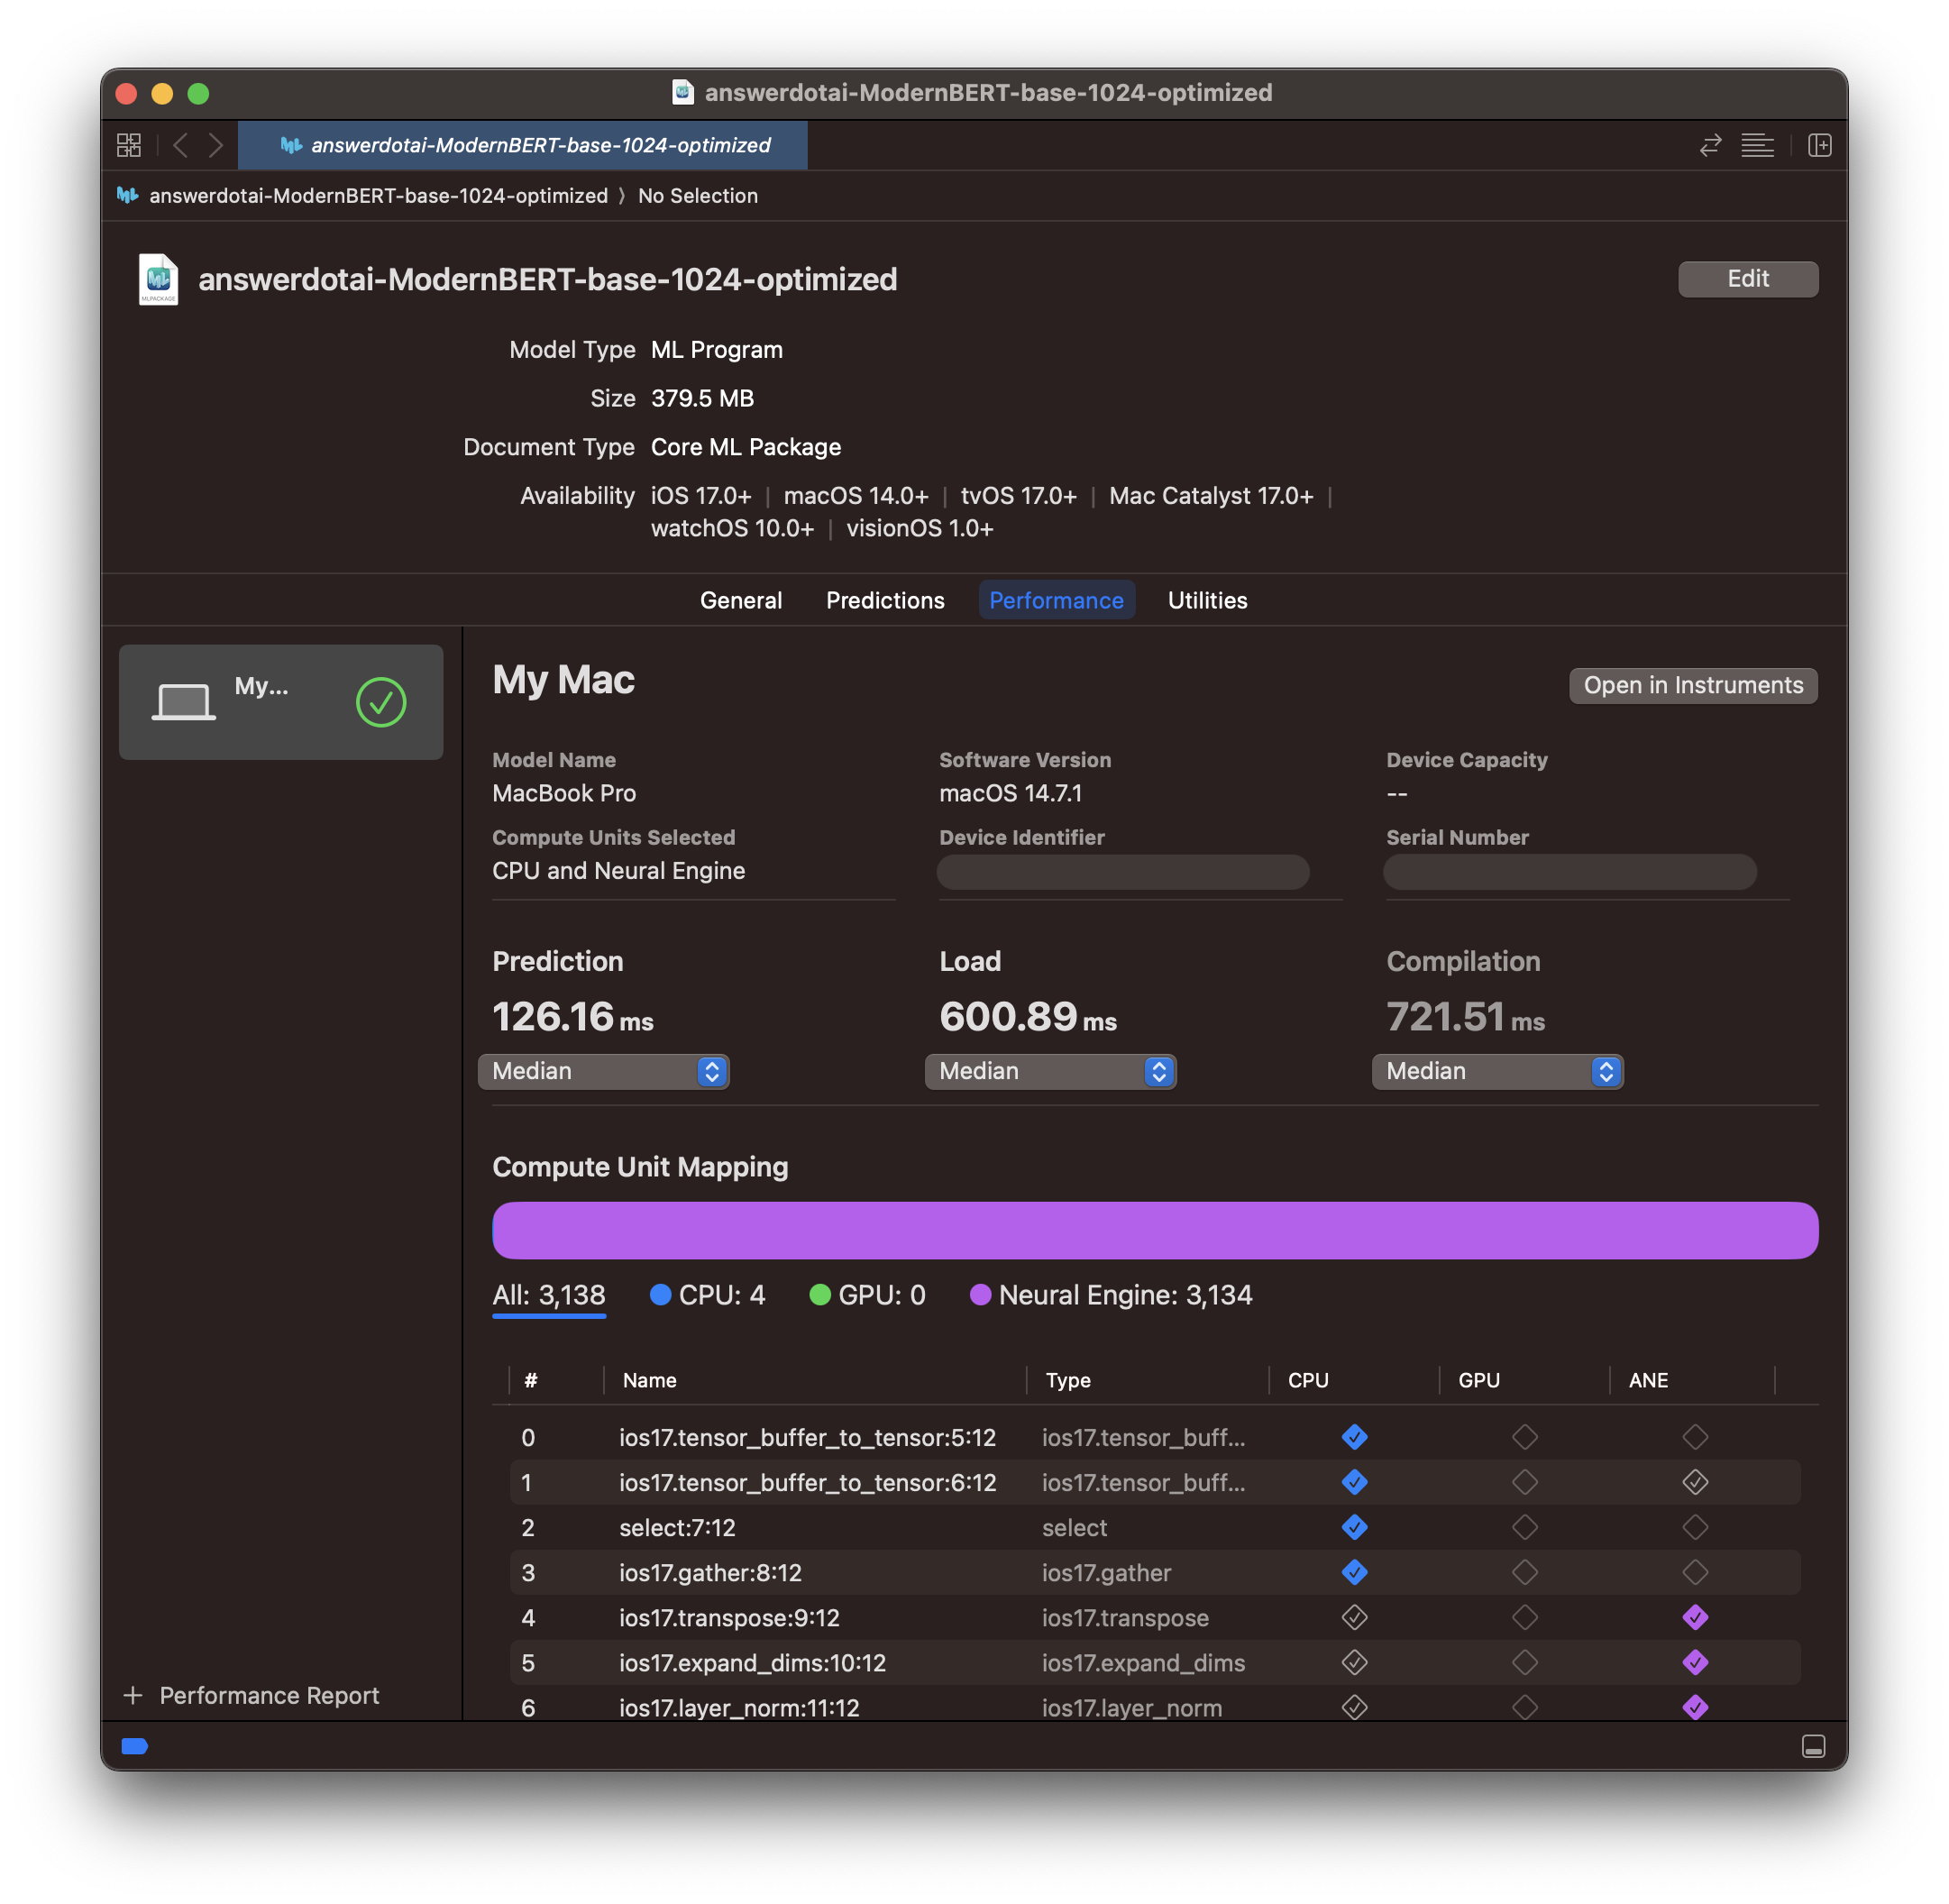 answerdotai-ModernBERT-base-1024-optimized
answerdotai-ModernBERT-base-1024-optimized
answerdotai-ModernBERT-base-1024-optimized ⟩ No Selection
MLPACKAGE
answerdotai-ModernBERT-base-1024-optimized
Edit
Model Type ML Program
Size 379.5 MB
Document Type Core ML Package
Availability iOS 17.0+ | macOS 14.0+ | tvOS 17.0+ | Mac Catalyst 17.0+ |
watchOS 10.0+ | visionOS 1.0+
General Predictions Performance Utilities
My...
My Mac
Open in Instruments
Model Name Software Version Device Capacity
MacBook Pro macOS 14.7.1 --
Compute Units Selected Device Identifier Serial Number
CPU and Neural Engine
Prediction Load Compilation
126.16 ms 600.89 ms 721.51 ms
Median Median Median
Compute Unit Mapping
All: 3,138 CPU: 4 GPU: 0 Neural Engine: 3,134
# Name Type CPU GPU ANE
0 ios17.tensor_buffer_to_tensor:5:12 ios17.tensor_buff...
1 ios17.tensor_buffer_to_tensor:6:12 ios17.tensor_buff...
2 select:7:12 select
3 ios17.gather:8:12 ios17.gather
4 ios17.transpose:9:12 ios17.transpose
5 ios17.expand_dims:10:12 ios17.expand_dims
6 ios17.layer_norm:11:12 ios17.layer_norm
+ Performance Report